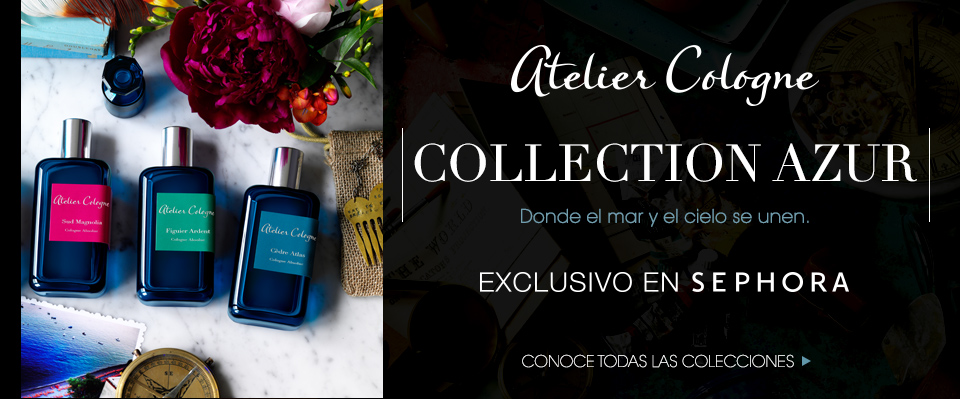 Atelier Cologne
COLLECTION AZUR
Donde el mar y el cielo se unen.
EXCLUSIVO EN SEPHORA
CONOCE TODAS LAS COLECCIONES
Atelier Cologne
Sud Magnolia
Cologne Absolue
Atelier Cologne
Figuier Ardent
Cologne Absolue
Atelier Cologne
Cèdre Atlas
Cologne Absolue